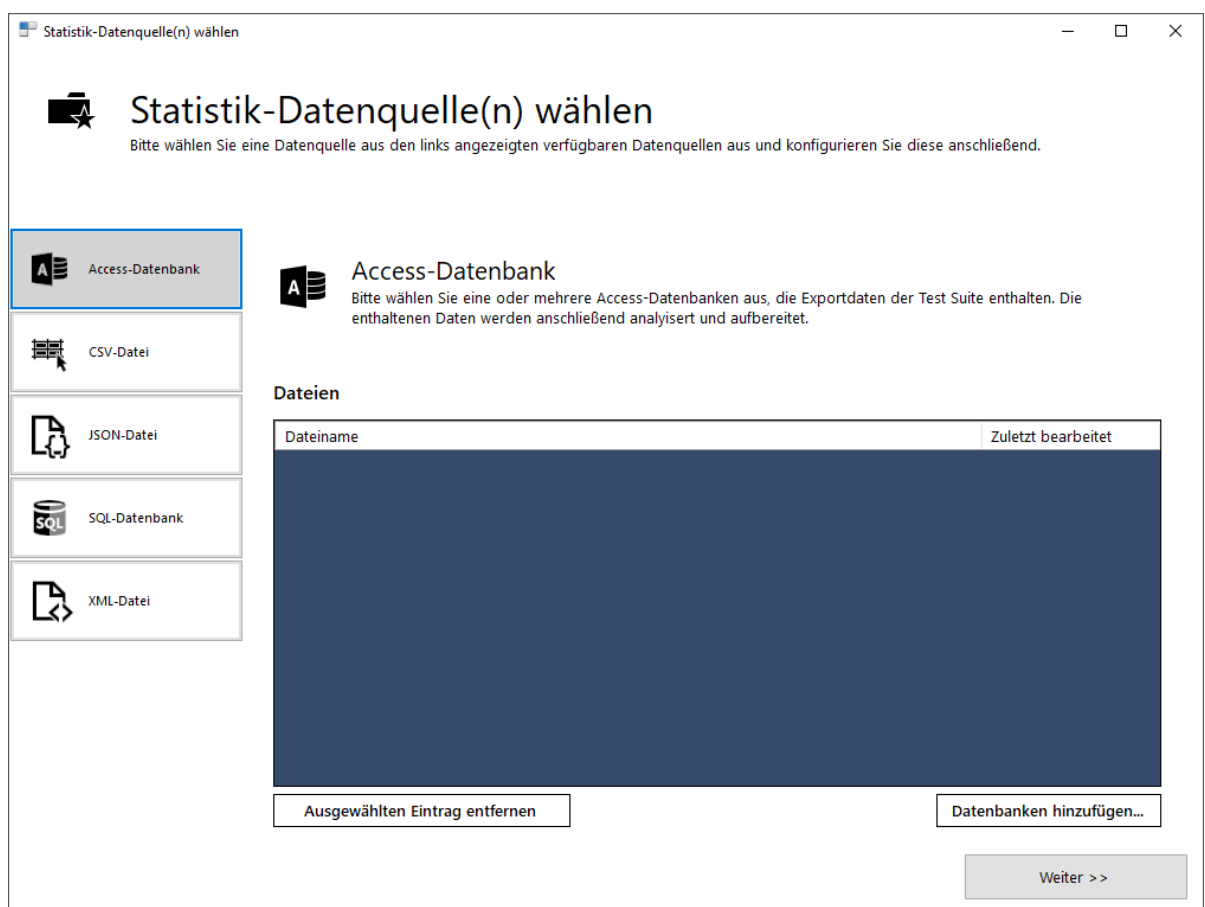 Statistik-Datenquelle(n) wählen
Statistik-Datenquelle(n) wählen
Bitte wählen Sie eine Datenquelle aus den links angezeigten verfügbaren Datenquellen aus und konfigurieren Sie diese anschließend.
Access-Datenbank
CSV-Datei
JSON-Datei
SQL
SQL-Datenbank
XML-Datei
Access-Datenbank
Bitte wählen Sie eine oder mehrere Access-Datenbanken aus, die Exportdaten der Test Suite enthalten. Die
enthaltenen Daten werden anschließend analyisert und aufbereitet.
Dateien
Dateiname Zuletzt bearbeitet
Ausgewählten Eintrag entfernen Datenbanken hinzufügen...
Weiter >>